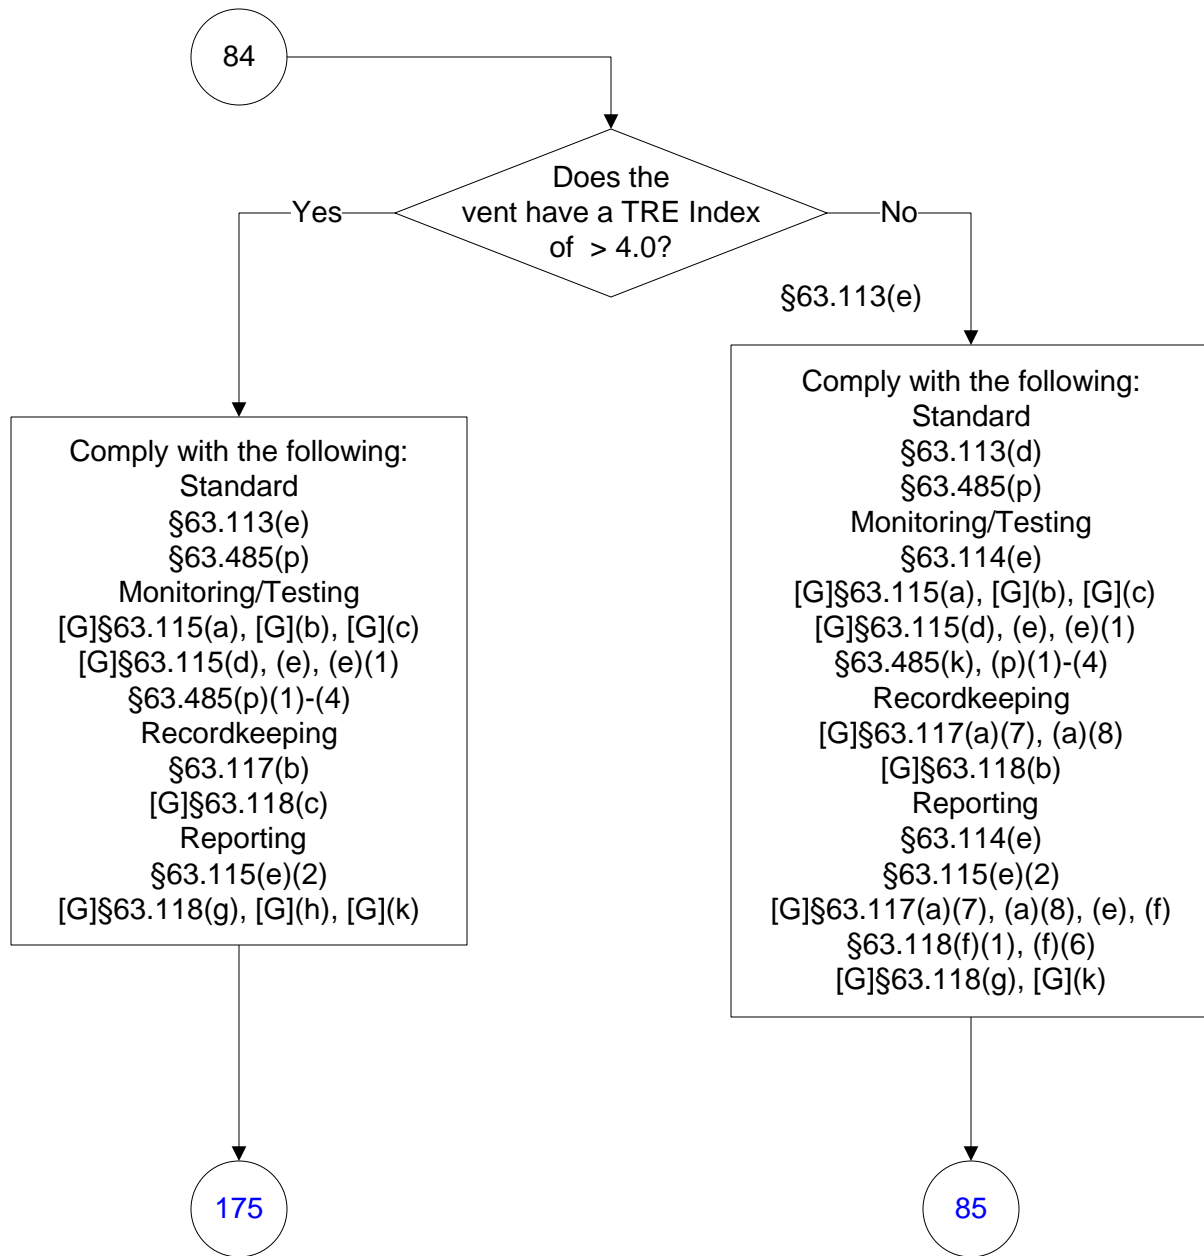 84
Does the
vent have a TRE Index
of > 4.0?
Yes
No
§63.113(e)
Comply with the following:
Standard
§63.113(e)
§63.485(p)
Monitoring/Testing
[G]§63.115(a), [G](b), [G](c)
[G]§63.115(d), (e), (e)(1)
§63.485(p)(1)-(4)
Recordkeeping
§63.117(b)
[G]§63.118(c)
Reporting
§63.115(e)(2)
[G]§63.118(g), [G](h), [G](k)
Comply with the following:
Standard
§63.113(d)
§63.485(p)
Monitoring/Testing
§63.114(e)
[G]§63.115(a), [G](b), [G](c)
[G]§63.115(d), (e), (e)(1)
§63.485(k), (p)(1)-(4)
Recordkeeping
[G]§63.117(a)(7), (a)(8)
[G]§63.118(b)
Reporting
§63.114(e)
§63.115(e)(2)
[G]§63.117(a)(7), (a)(8), (e), (f)
§63.118(f)(1), (f)(6)
[G]§63.118(g), [G](k)
175
85